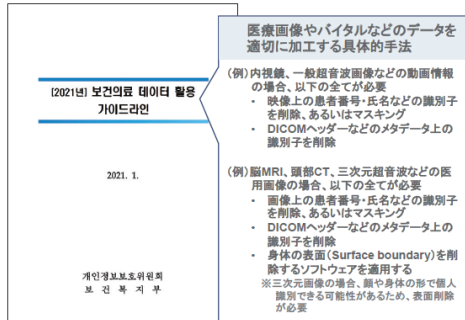 [2021년] 보건의료 데이터 활용
가이드라인
2021. 1.
개인정보보호위원회
보 건 복 지 부
医療画像やバイタルなどのデータを
適切に加工する具体的手法
(例)内視鏡、一般超音波画像などの動画情報
の場合、以下の全てが必要
・ 映像上の患者番号・氏名などの識別子
を削除、あるいはマスキング
・ DICOMヘッダーなどのメタデータ上の
識別子を削除
(例)脳MRI、頭部CT、三次元超音波などの医
用画像の場合、以下の全てが必要
・ 画像上の患者番号・氏名などの識別子
を削除、あるいはマスキング
・ DICOMヘッダーなどのメタデータ上の
識別子を削除
・ 身体の表面(Surface boundary)を削
除するソフトウェアを適用する
※三次元画像の場合、顔や身体の形で個人
識別できる可能性があるため、表面削除
が必要